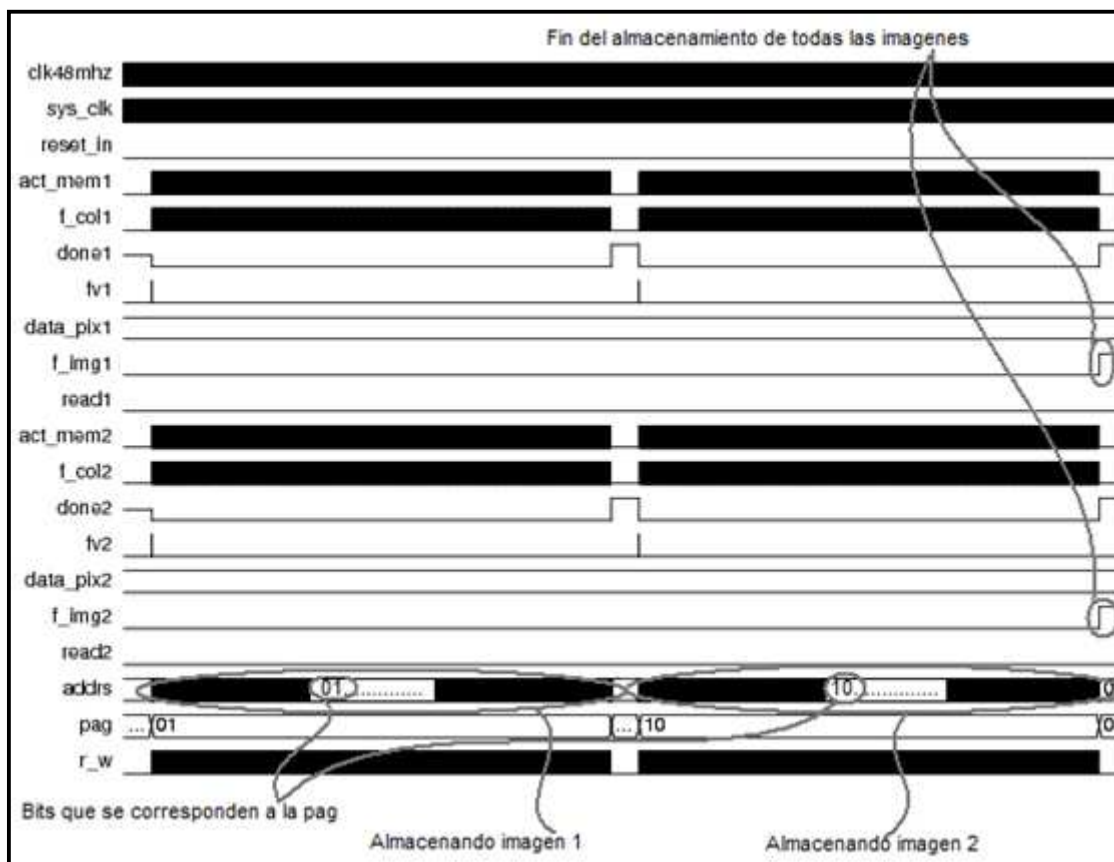 Fin del almacenamiento de todas las imagenes
clk48mhz
sys_clk
reset_in
act_mem1
f_col1
done1
fv1
data_pix1
f_img1
read1
act_mem2
f_col2
done2
fv2
data_pix2
f_img2
read2
addrs 01............ 10............. 0
pag ... 01 ... 10 0
r_w
Bits que se corresponden a la pag
Almacenando imagen 1
Almacenando imagen 2